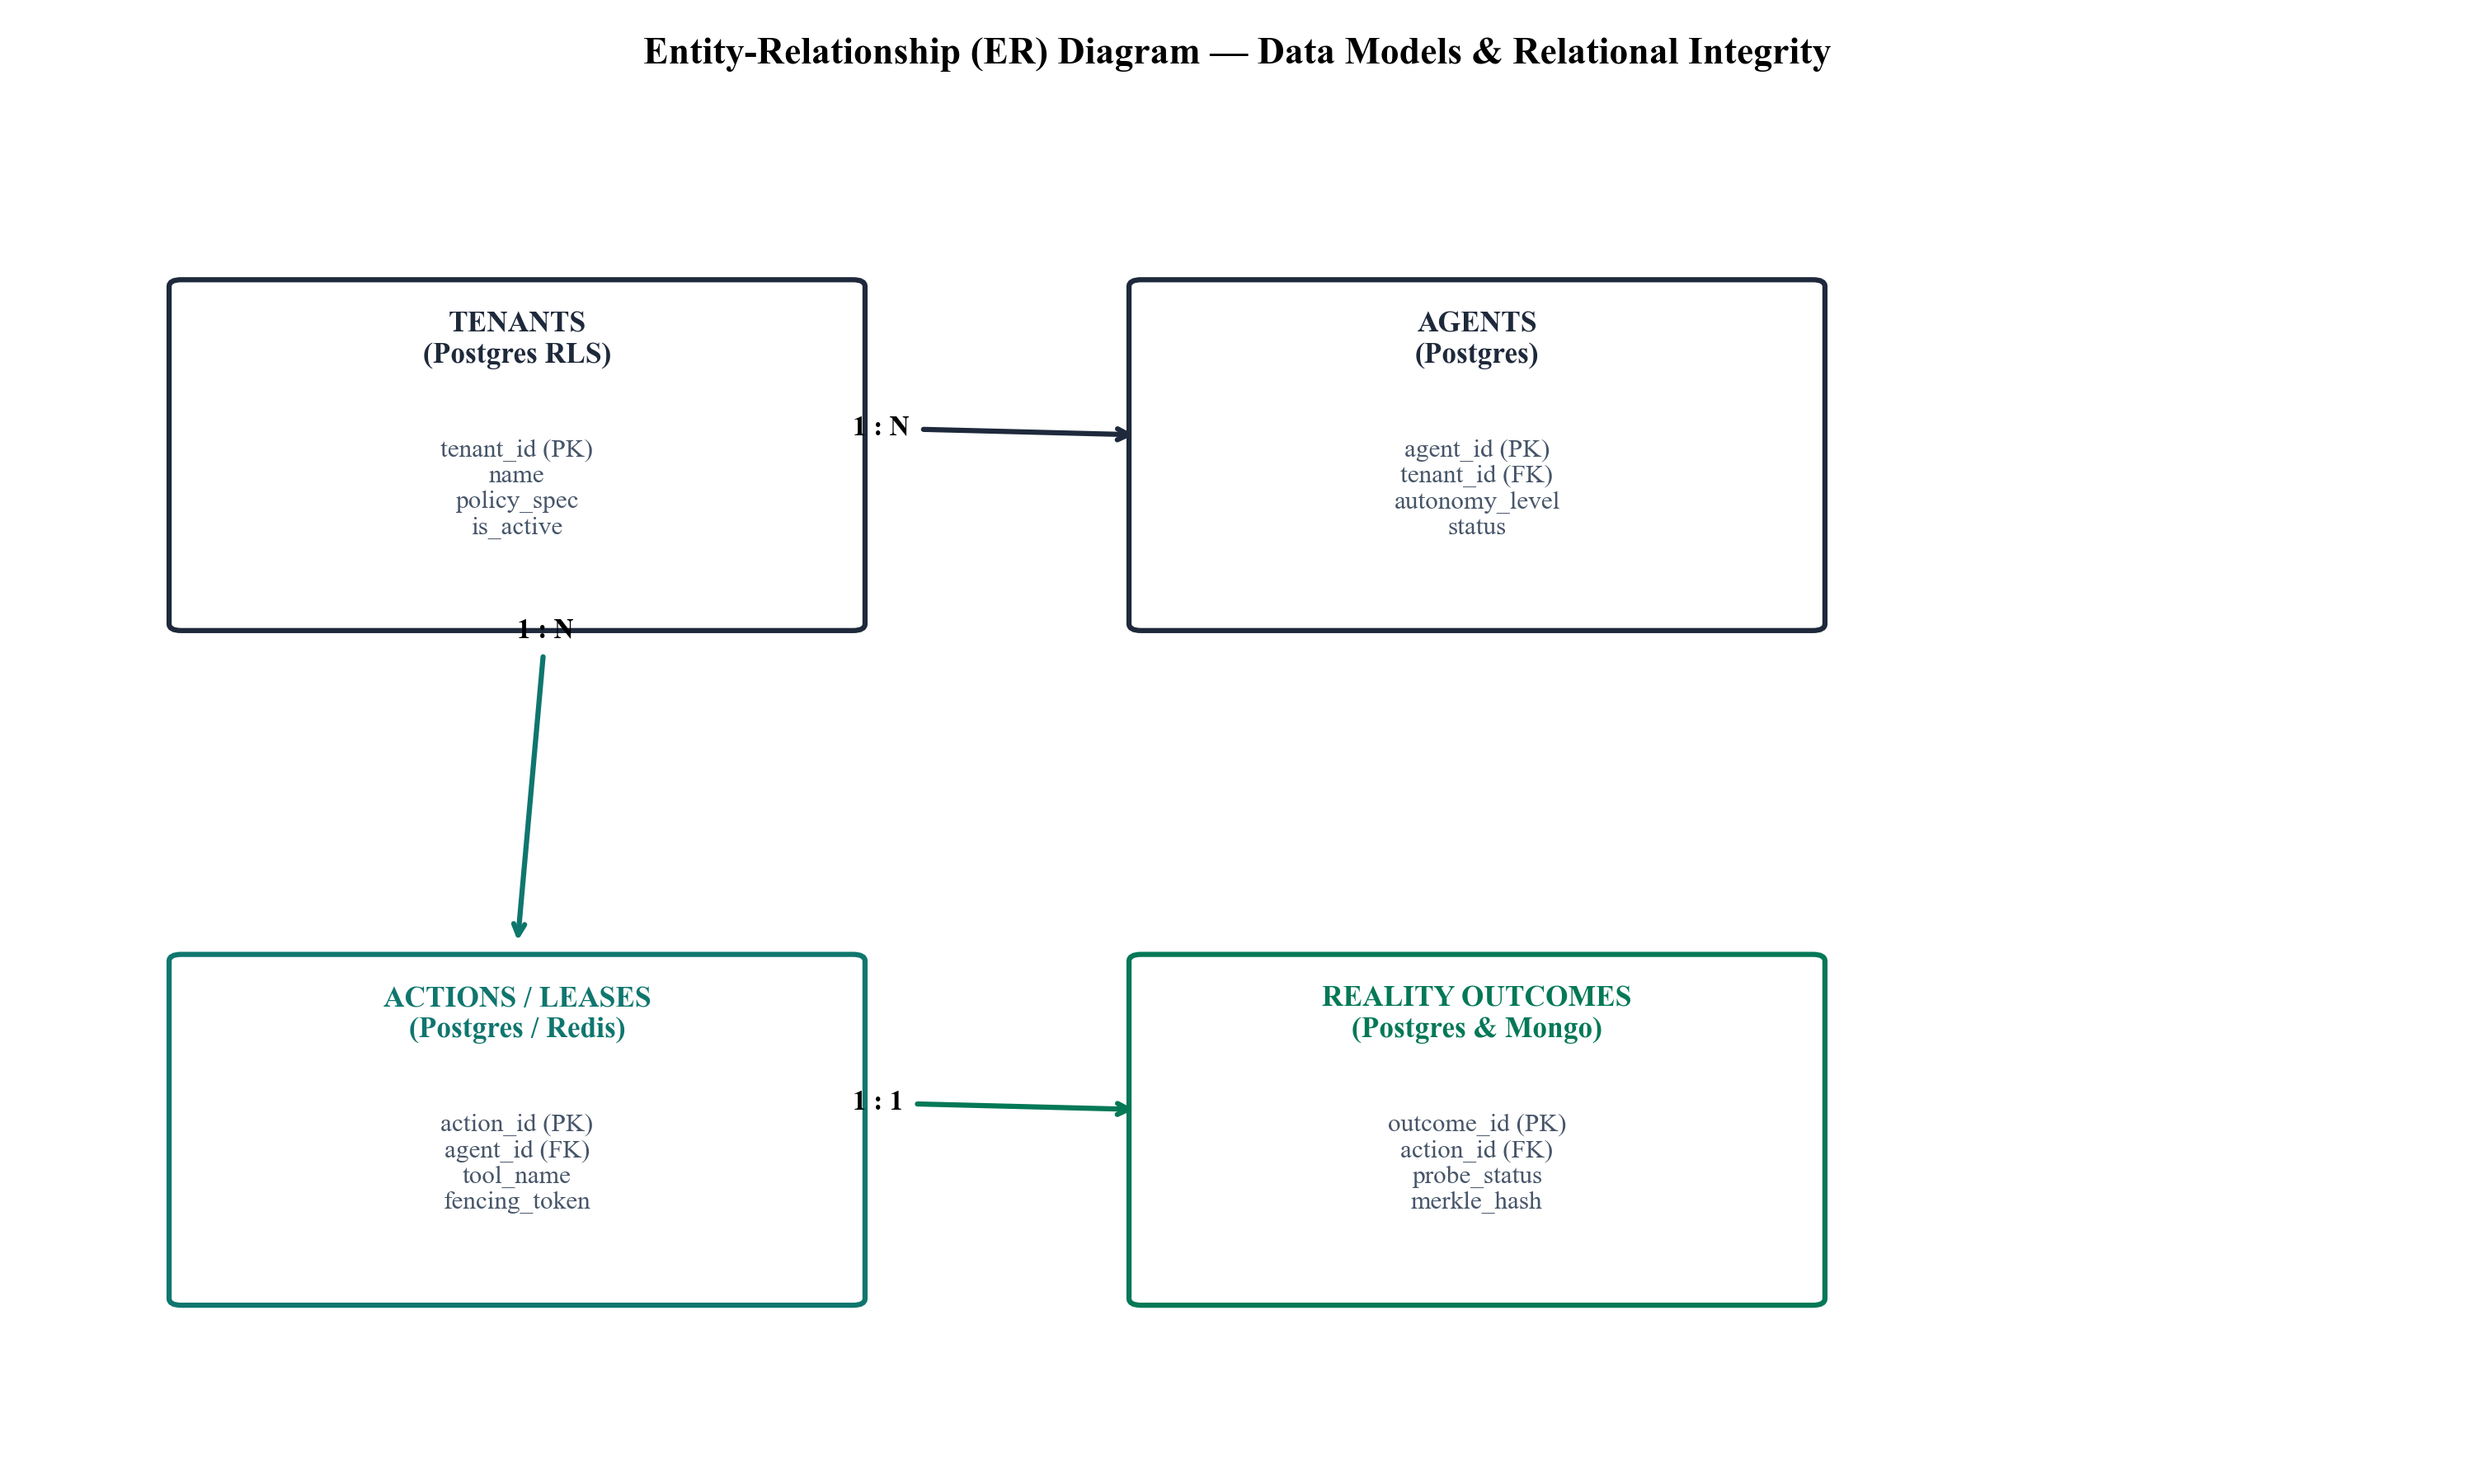 Entity-Relationship (ER) Diagram — Data Models & Relational Integrity
TENANTS
(Postgres RLS)
tenant_id (PK)
name
policy_spec
is_active
1 : N
AGENTS
(Postgres)
agent_id (PK)
tenant_id (FK)
autonomy_level
status
1 : N
ACTIONS / LEASES
(Postgres / Redis)
action_id (PK)
agent_id (FK)
tool_name
fencing_token
1 : 1
REALITY OUTCOMES
(Postgres & Mongo)
outcome_id (PK)
action_id (FK)
probe_status
merkle_hash